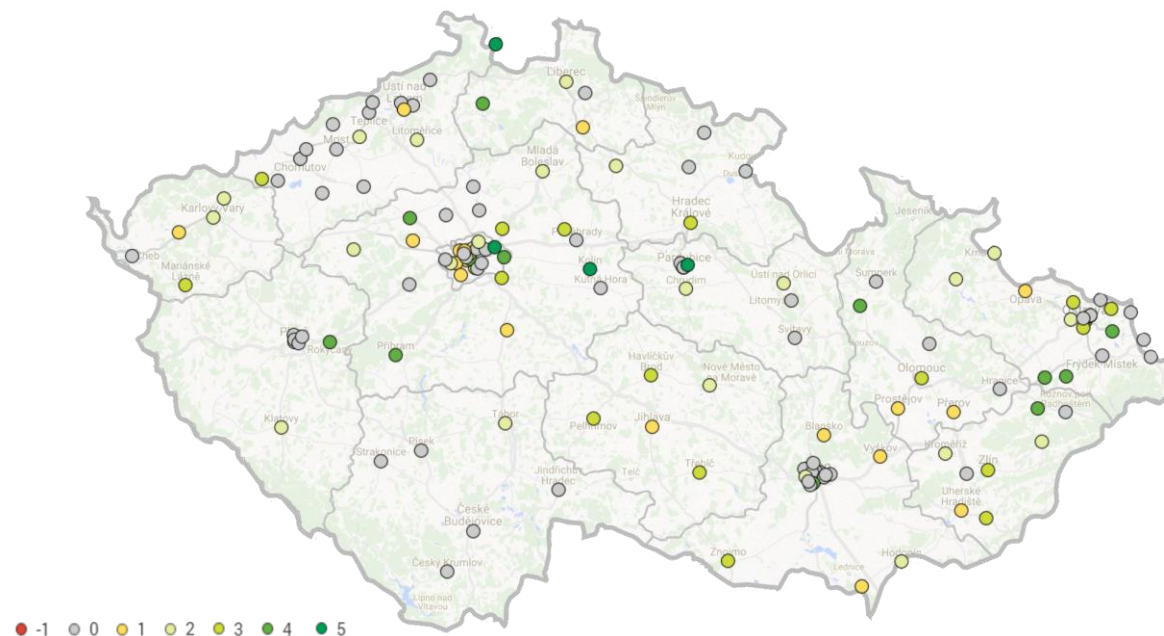 Liberec
Ústí nad
Špindlerův
Mlýn
Teplice
Litoměřice
Most
Mladá
Boleslav
Chomutov
Karlovy Vary
Hradec
Králové
Jeseník
Cheb
Mariánské
Lázně
Kolín
Kutná Hora
Chrudim
Ústí nad Orlicí
Šumperk
Litomyšl
Opava
Svitavy
Rokycany
Příbram
Havlíčkův
Brod
Nové Město
na Moravě
Olomouc
Frýdek Místek
Prostějov
Přerov
Klatovy
Tábor
Pelhřimov
Jihlava
Blansko
Kroměříž
Písek
Strakonice
Vyškov
Zlín
Telč
Třebíč
Jindřichův
Hradec
Uherské
Hradiště
České
Budějovice
Znojmo
Hodonín
Lednice
Český Krumlov
Lipno nad
Vltavou
-1 0 1 2 3 4 5